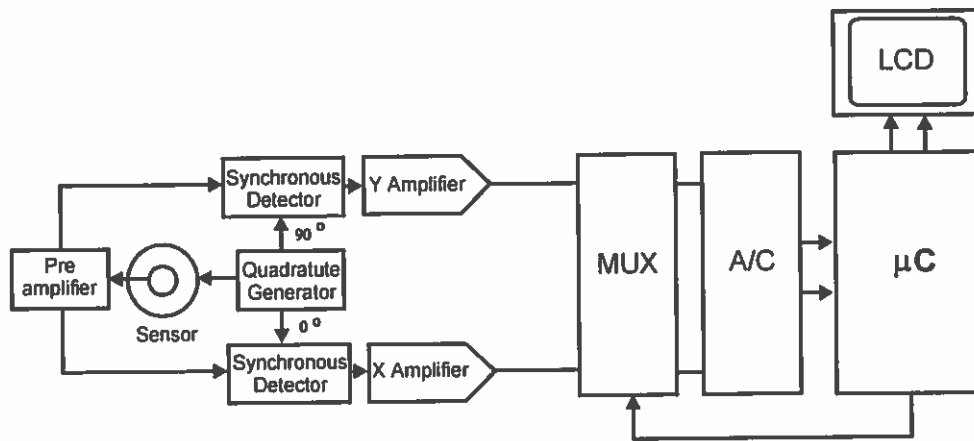 LCD
Synchronous
Detector
Y Amplifier
90 °
Pre
amplifier
Sensor
Quadratute
Generator
MUX
A/C
µC
0 °
Synchronous
Detector
X Amplifier